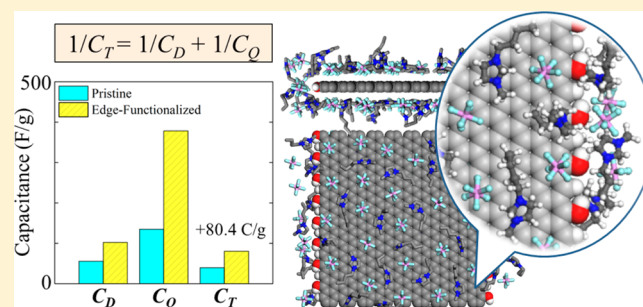 1/C_T = 1/C_D + 1/C_Q
500
Pristine
Edge-Functionalized
Capacitance (F/g)
+80.4 C/g
0
C_D C_Q C_T